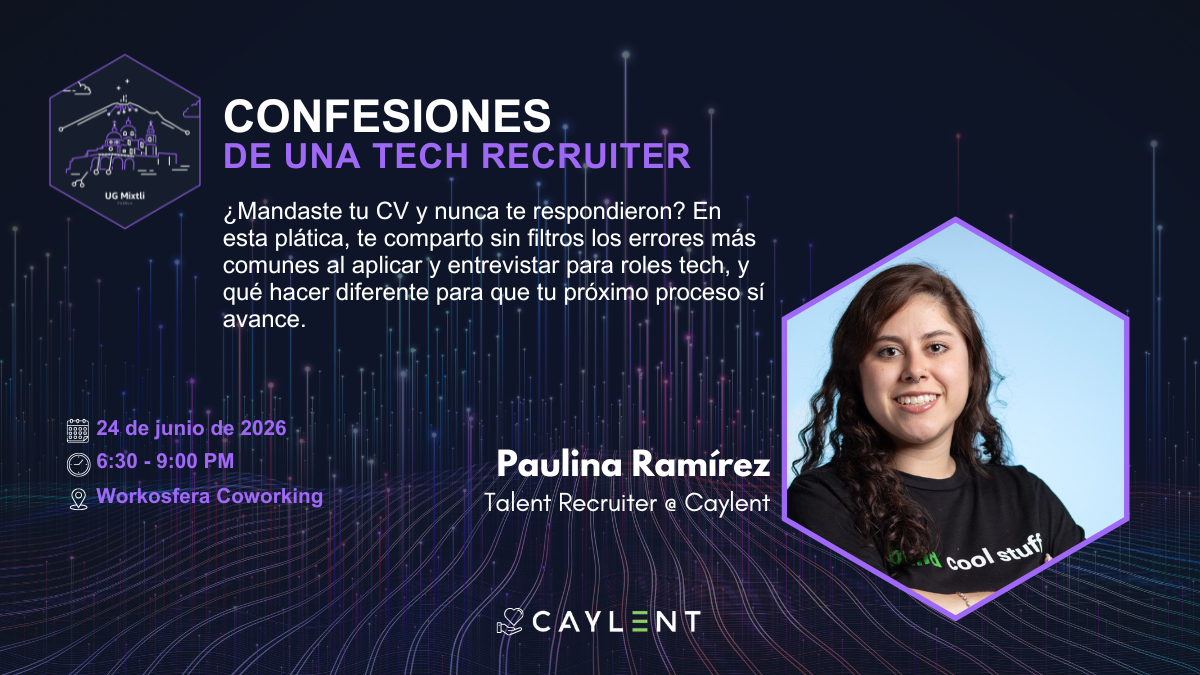 CONFESIONES
DE UNA TECH RECRUITER
UG Mixtli
¿Mandaste tu CV y nunca te respondieron? En
esta plática, te comparto sin filtros los errores más
comunes al aplicar y entrevistar para roles tech, y
qué hacer diferente para que tu próximo proceso sí
avance.
24 de junio de 2026
6:30 - 9:00 PM
Workosfera Coworking
Paulina Ramírez
Talent Recruiter @ Caylent
cool stuff
CAYLENT